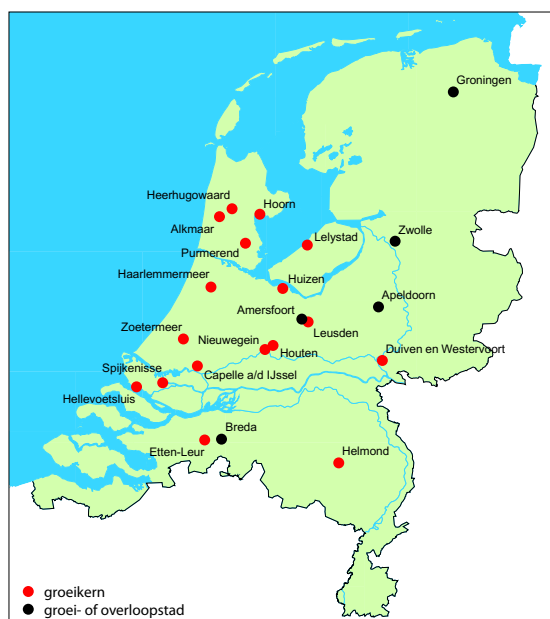 Groningen
Heerhugowaard
Hoorn
Alkmaar
Zwolle
Purmerend
Lelystad
Haarlemmermeer
Huizen
Apeldoorn
Amersfoort
Zoetermeer
Nieuwegein
Leusden
Houten
Duiven en Westervoort
Spijkenisse
Capelle a/d IJssel
Hellevoetsluis
Breda
Etten-Leur
Helmond
groeikern
groei- of overloopstad